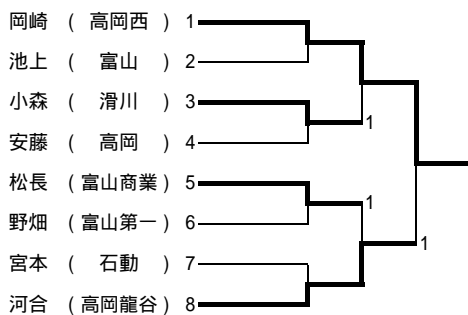 岡崎 ( 高岡西 ) 1
池上 ( 富山 ) 2
小森 ( 滑川 ) 3
1
安藤 ( 高岡 ) 4
松長 ( 富山商業 ) 5
1
野畑 ( 富山第一 ) 6
1
宮本 ( 石動 ) 7
河合 ( 高岡龍谷 ) 8